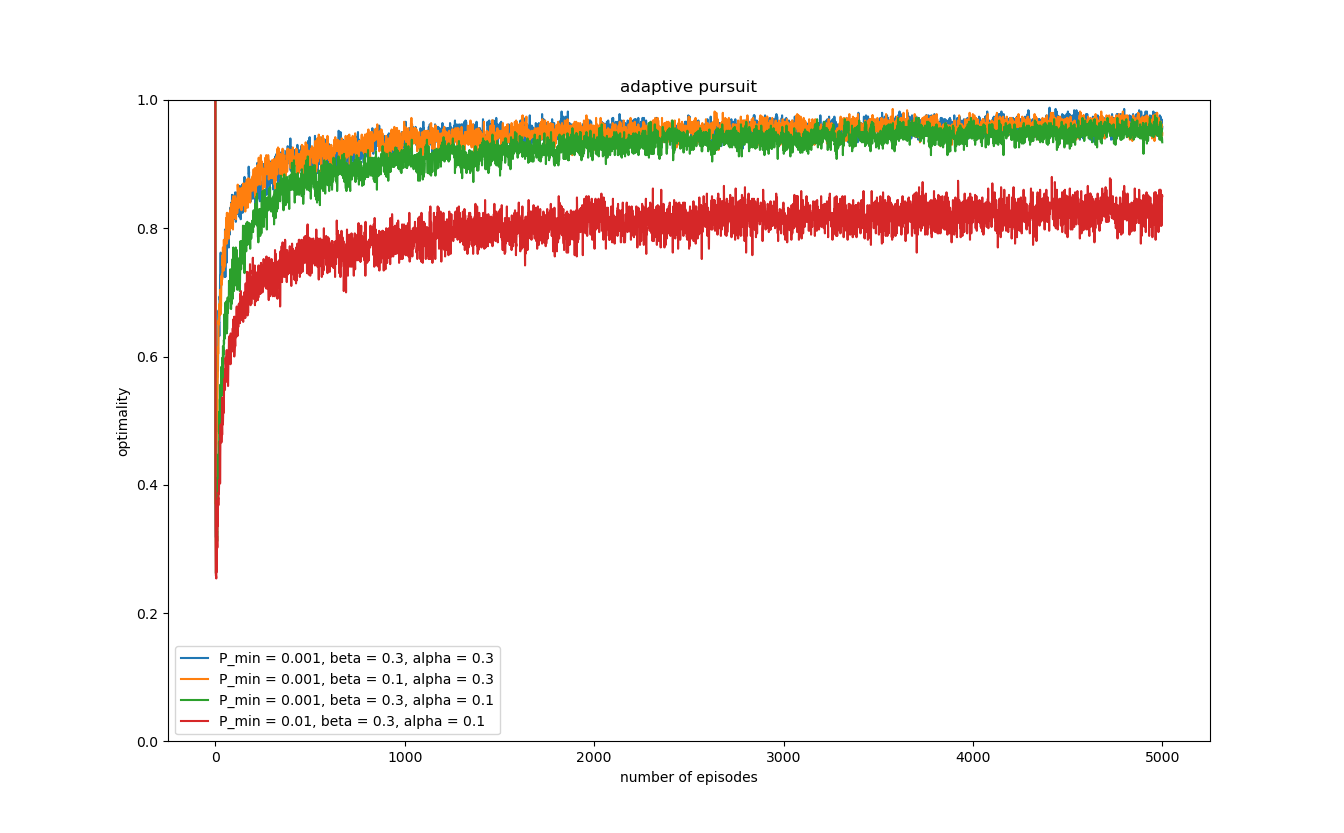 adaptive pursuit
1.0
0.8
0.6
0.4
0.2
0.0
optimality
P_min = 0.001, beta = 0.3, alpha = 0.3
P_min = 0.001, beta = 0.1, alpha = 0.3
P_min = 0.001, beta = 0.3, alpha = 0.1
P_min = 0.01, beta = 0.3, alpha = 0.1
0 1000 2000 3000 4000 5000
number of episodes